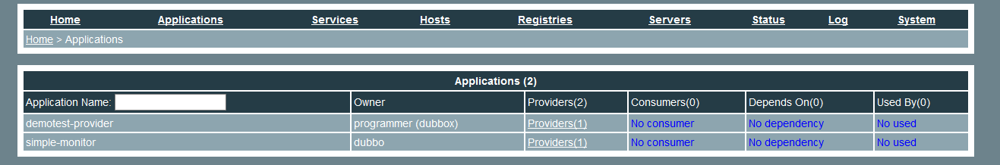 Home Applications Services Hosts Registries Servers Status Log System
Home > Applications
Applications (2)
Application Name: Owner Providers(2) Consumers(0) Depends On(0) Used By(0)
demotest-provider programmer (dubbox) Providers(1) No consumer No dependency No used
simple-monitor dubbo Providers(1) No consumer No dependency No used